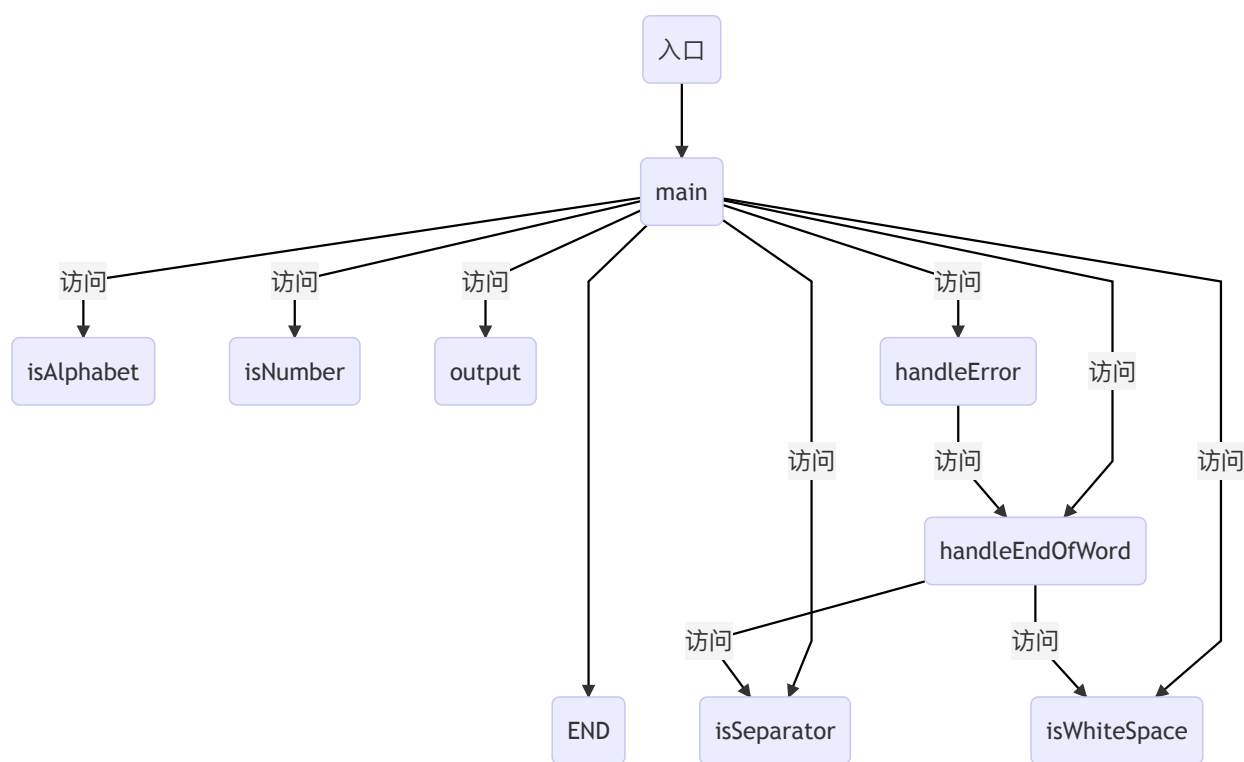 入口
main
访问
访问
访问
访问
isAlphabet
isNumber
output
handleError
访问
访问
访问
访问
handleEndOfWord
访问
访问
END
isSeparator
isWhiteSpace